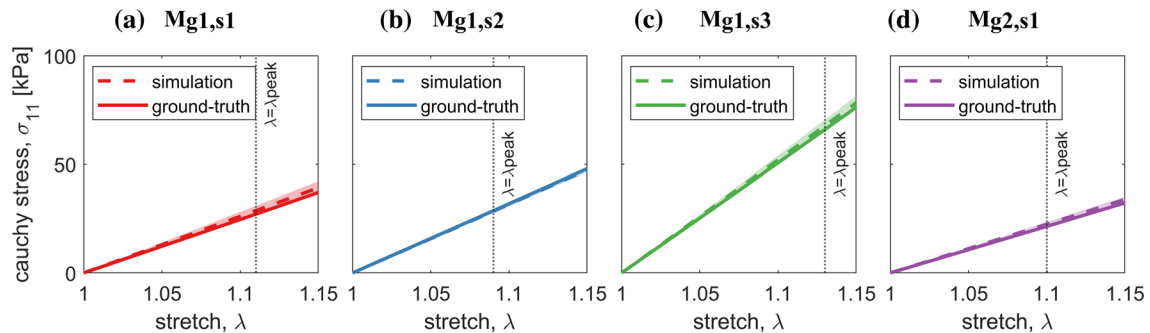 (a) Mg1,s1
(b) Mg1,s2
(c) Mg1,s3
(d) Mg2,s1
cauchy stress, σ11 [kPa]
100
50
0
simulation
ground-truth
λ=λpeak
1 1.05 1.1 1.15
stretch, λ
simulation
ground-truth
λ=λpeak
1 1.05 1.1 1.15
stretch, λ
simulation
ground-truth
λ=λpeak
1 1.05 1.1 1.15
stretch, λ
simulation
ground-truth
λ=λpeak
1 1.05 1.1 1.15
stretch, λ